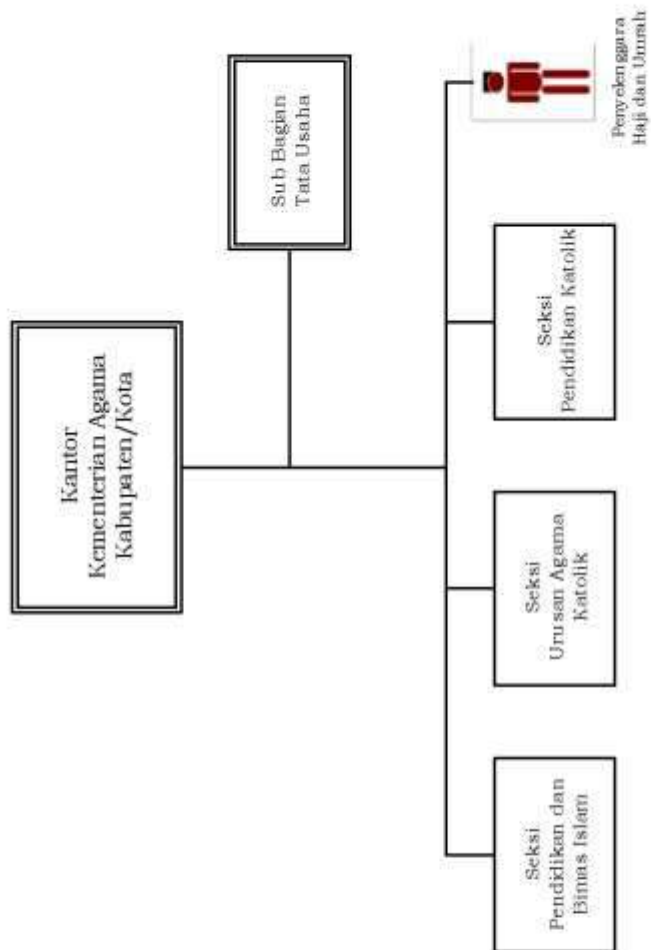 Kantor
Kementerian Agama
Kabupaten/Kota
Sub Bagian
Tata Usaha
Seksi
Pendidikan dan
Bimas Islam
Seksi
Urusan Agama
Katolik
Seksi
Pendidikan Katolik
Penyelenggara
Haji dan Umrah